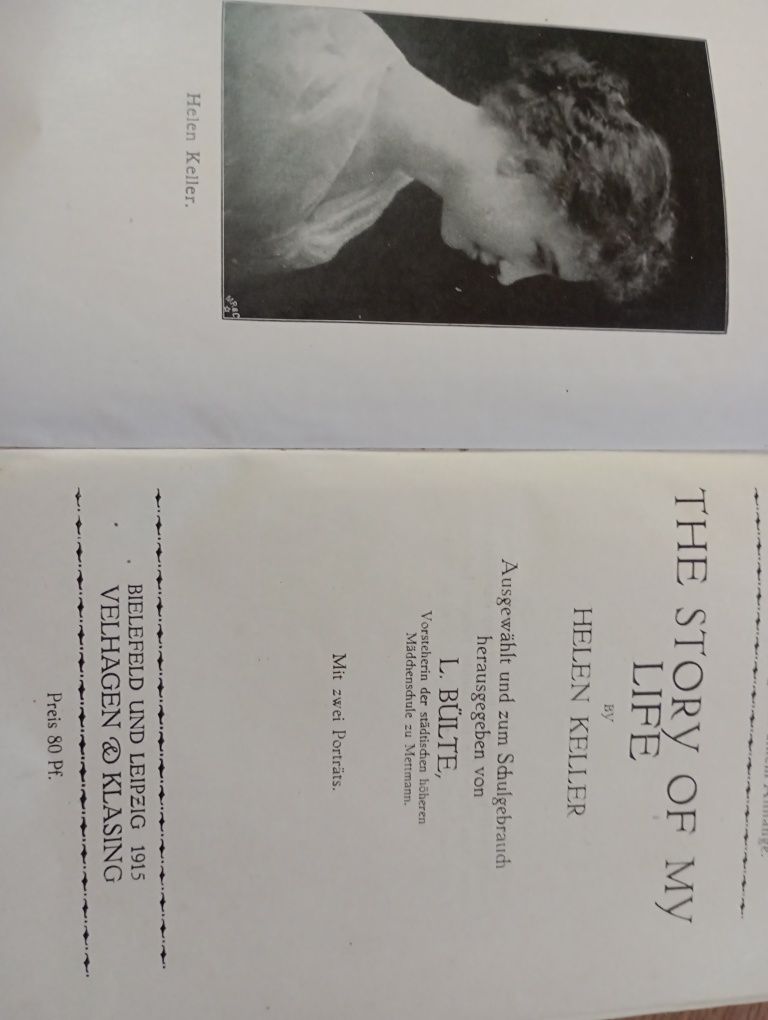 Helen Keller.
Anhange.
THE STORY OF MY
LIFE
BY
HELEN KELLER
Ausgewählt und zum Schulgebrauch
herausgegeben von
L. BÜLTE,
Vorsteherin der städtischen höheren
Mädchenschule zu Mettmann.
Mit zwei Porträts.
BIELEFELD UND LEIPZIG 1915
VELHAGEN & KLASING
Preis 80 Pf.